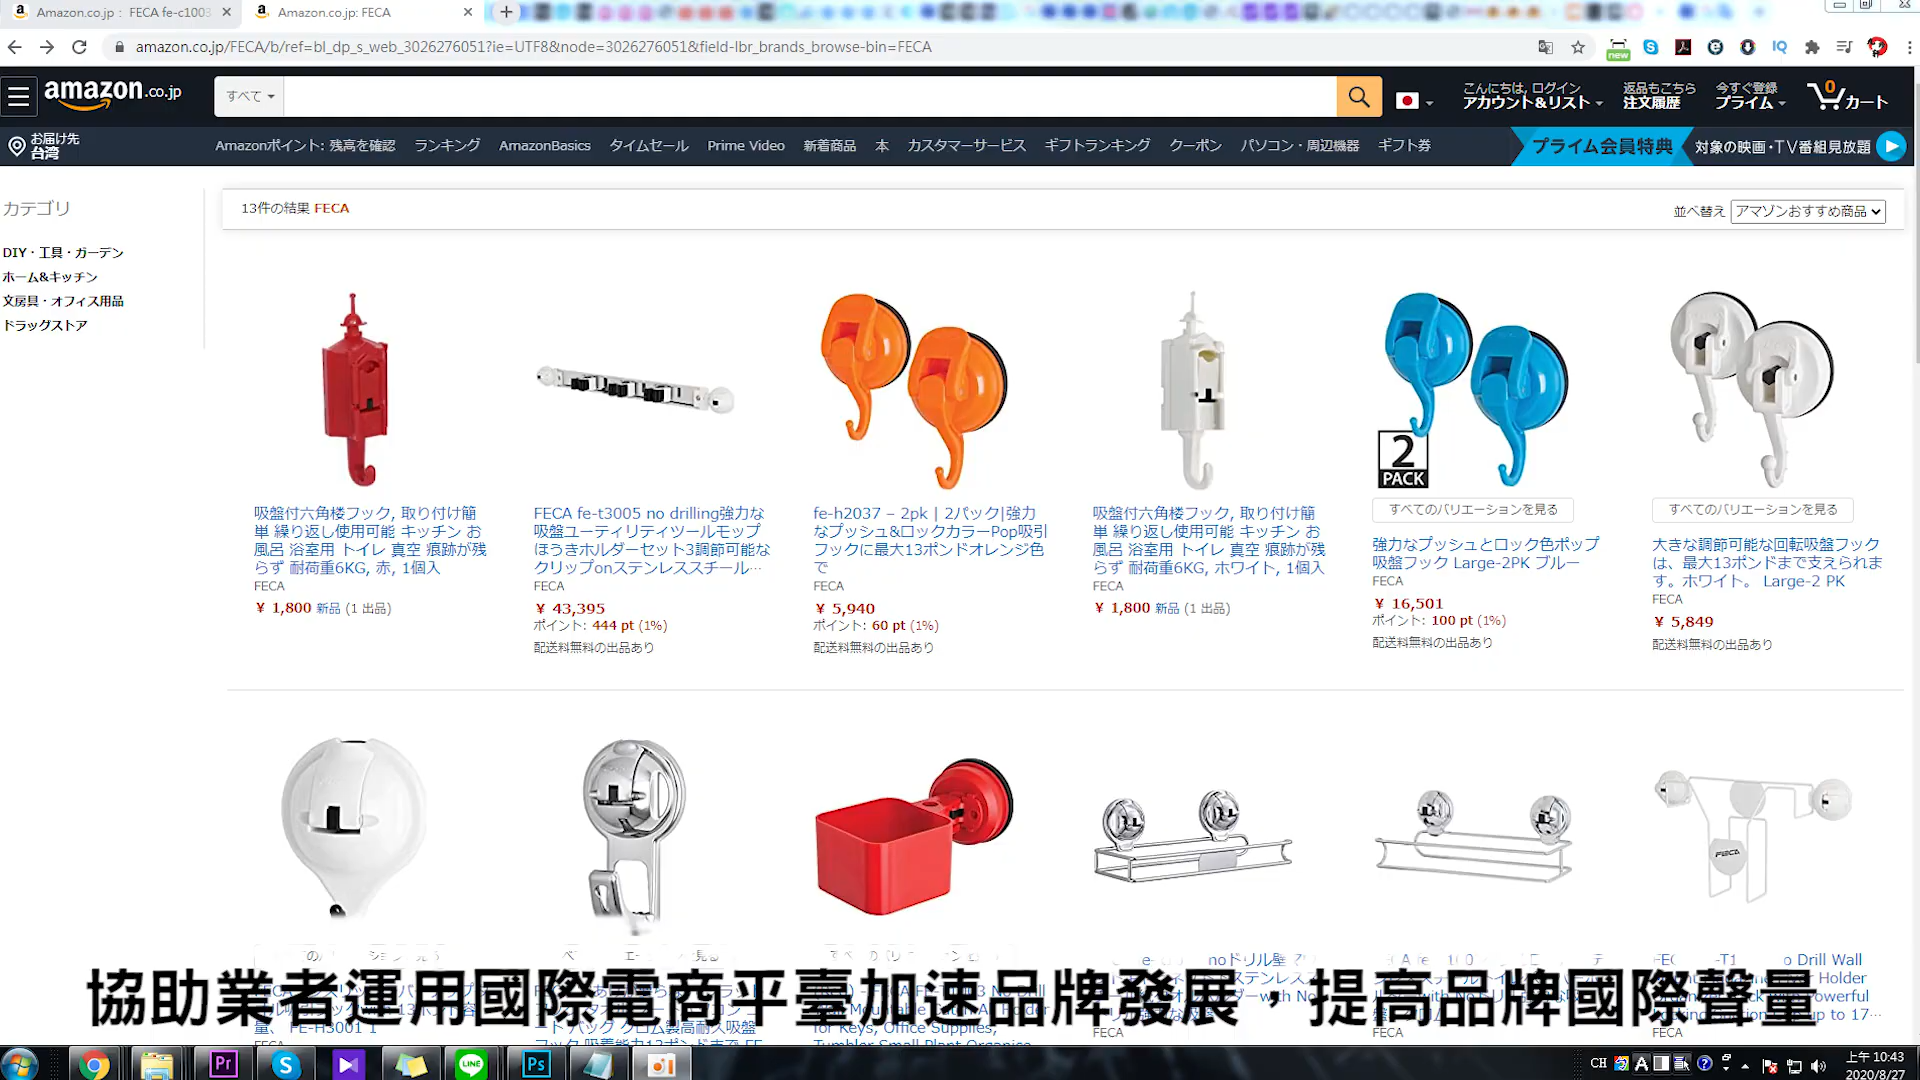 Amazon.co.jp : FECA fe-c1003
Amazon.co.jp: FECA
amazon.co.jp/FECA/b/ref=bl_dp_s_web_3026276051?ie=UTF8&node=3026276051&field-lbr_brands_browse-bin=FECA
new
amazon.co.jp
すべて
こんにちは, ログイン
アカウント&リスト
返品もこちら
注文履歴
今すぐ登録
プライム
0
カート
お届け先
台湾
Amazonポイント: 残高を確認 ランキング AmazonBasics タイムセール Prime Video 新着商品 本 カスタマーサービス ギフトランキング クーポン パソコン・周辺機器 ギフト券
プライム会員特典 対象の映画・TV番組見放題
カテゴリ
DIY・工具・ガーデン
ホーム&キッチン
文房具・オフィス用品
ドラッグストア
13件の結果 FECA
並べ替え アマゾンおすすめ商品
吸盤付六角楼フック, 取り付け簡
単 繰り返し使用可能 キッチン お
風呂 浴室用 トイレ 真空 痕跡が残
らず 耐荷重6KG, 赤, 1個入
FECA
¥ 1,800 新品 (1 出品)
FECA fe-t3005 no drilling強力な
吸盤ユーティリティツールモップ
ほうきホルダーセット3調節可能な
クリップonステンレススチール…
FECA
¥ 43,395
ポイント: 444 pt (1%)
配送料無料の出品あり
fe-h2037 – 2pk | 2パック|強力
なプッシュ&ロックカラーPop吸引
フックに最大13ポンドオレンジ色
で
FECA
¥ 5,940
ポイント: 60 pt (1%)
配送料無料の出品あり
吸盤付六角楼フック, 取り付け簡
単 繰り返し使用可能 キッチン お
風呂 浴室用 トイレ 真空 痕跡が残
らず 耐荷重6KG, ホワイト, 1個入
FECA
¥ 1,800 新品 (1 出品)
2
PACK
すべてのバリエーションを見る
強力なプッシュとロック色ポップ
吸盤フック Large-2PK ブルー
FECA
¥ 16,501
ポイント: 100 pt (1%)
配送料無料の出品あり
すべてのバリエーションを見る
大きな調節可能な回転吸盤フック
は、最大13ポンドまで支えられま
す。ホワイト。 Large-2 PK
FECA
¥ 5,849
配送料無料の出品あり
FECA
協助業者運用國際電商平臺加速品牌發展，提高品牌國際聲量
FE-H3001 1
for Keys, Office Supplies,
FECA
FECA
FECA
Pr
LINE
Ps
CH
上午 10:43
2020/8/27